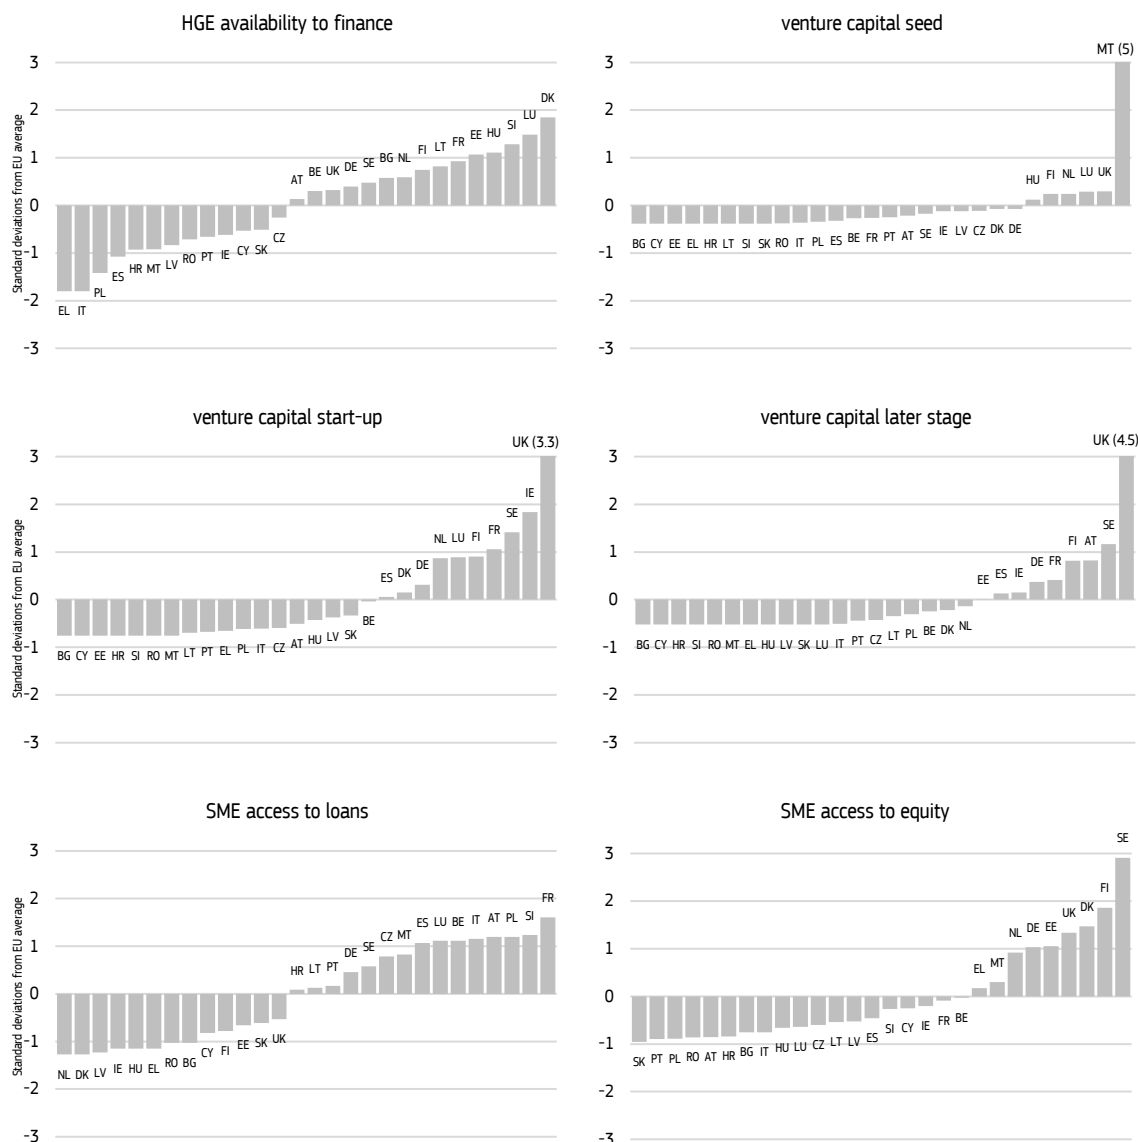 HGE availability to finance
3
2
1
0
-1
-2
-3
Standard deviations from EU average
EL IT PL ES HR MT LV RO PT IE CY SK CZ AT BE UK DE SE BG NL FI LT FR EE HU SI LU DK
venture capital seed
3
2
1
0
-1
-2
-3
BG CY EE EL HR LT SI SK RO IT PL ES BE FR PT AT SE IE LV CZ DK DE HU FI NL LU UK MT (5)
venture capital start-up
3
2
1
0
-1
-2
-3
Standard deviations from EU average
BG CY EE HR SI RO MT LT PT EL PL IT CZ AT HU LV SK BE ES DK DE NL LU FI FR SE IE UK (3.3)
venture capital later stage
3
2
1
0
-1
-2
-3
BG CY HR SI RO MT EL HU LV SK LU IT PT CZ LT PL BE DK NL EE ES IE DE FR FI AT SE UK (4.5)
SME access to loans
3
2
1
0
-1
-2
-3
Standard deviations from EU average
NL DK LV IE HU EL RO BG CY FI EE SK UK HR LT PT DE SE CZ MT ES LU BE IT AT PL SI FR
SME access to equity
3
2
1
0
-1
-2
-3
SK PT PL RO AT HR BG IT HU LU CZ LT LV ES SI CY IE FR BE EL MT NL DE EE UK DK FI SE